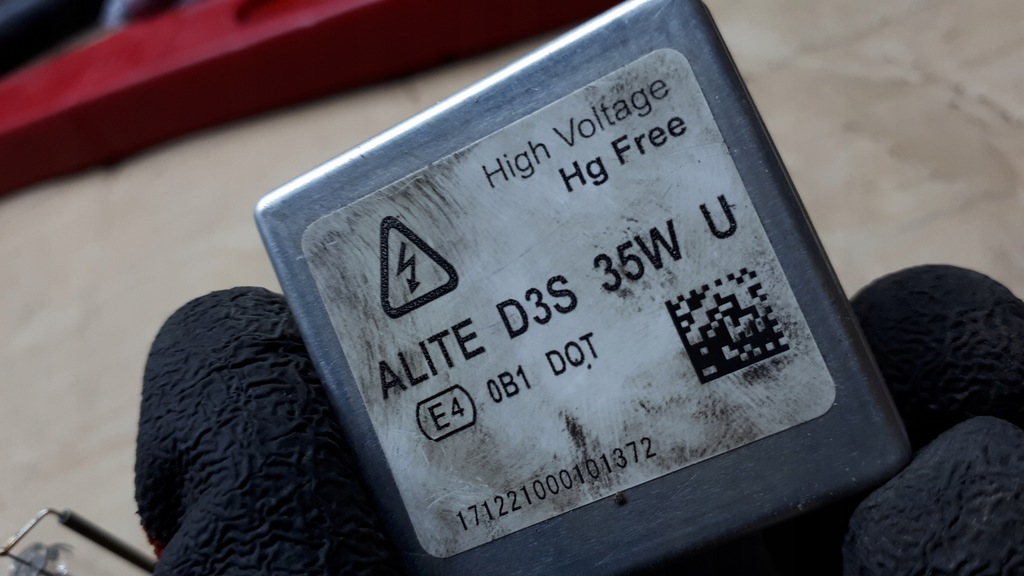 High Voltage
Hg Free
ALITE D3S 35W U
E4 0B1 DOT
171221000101372